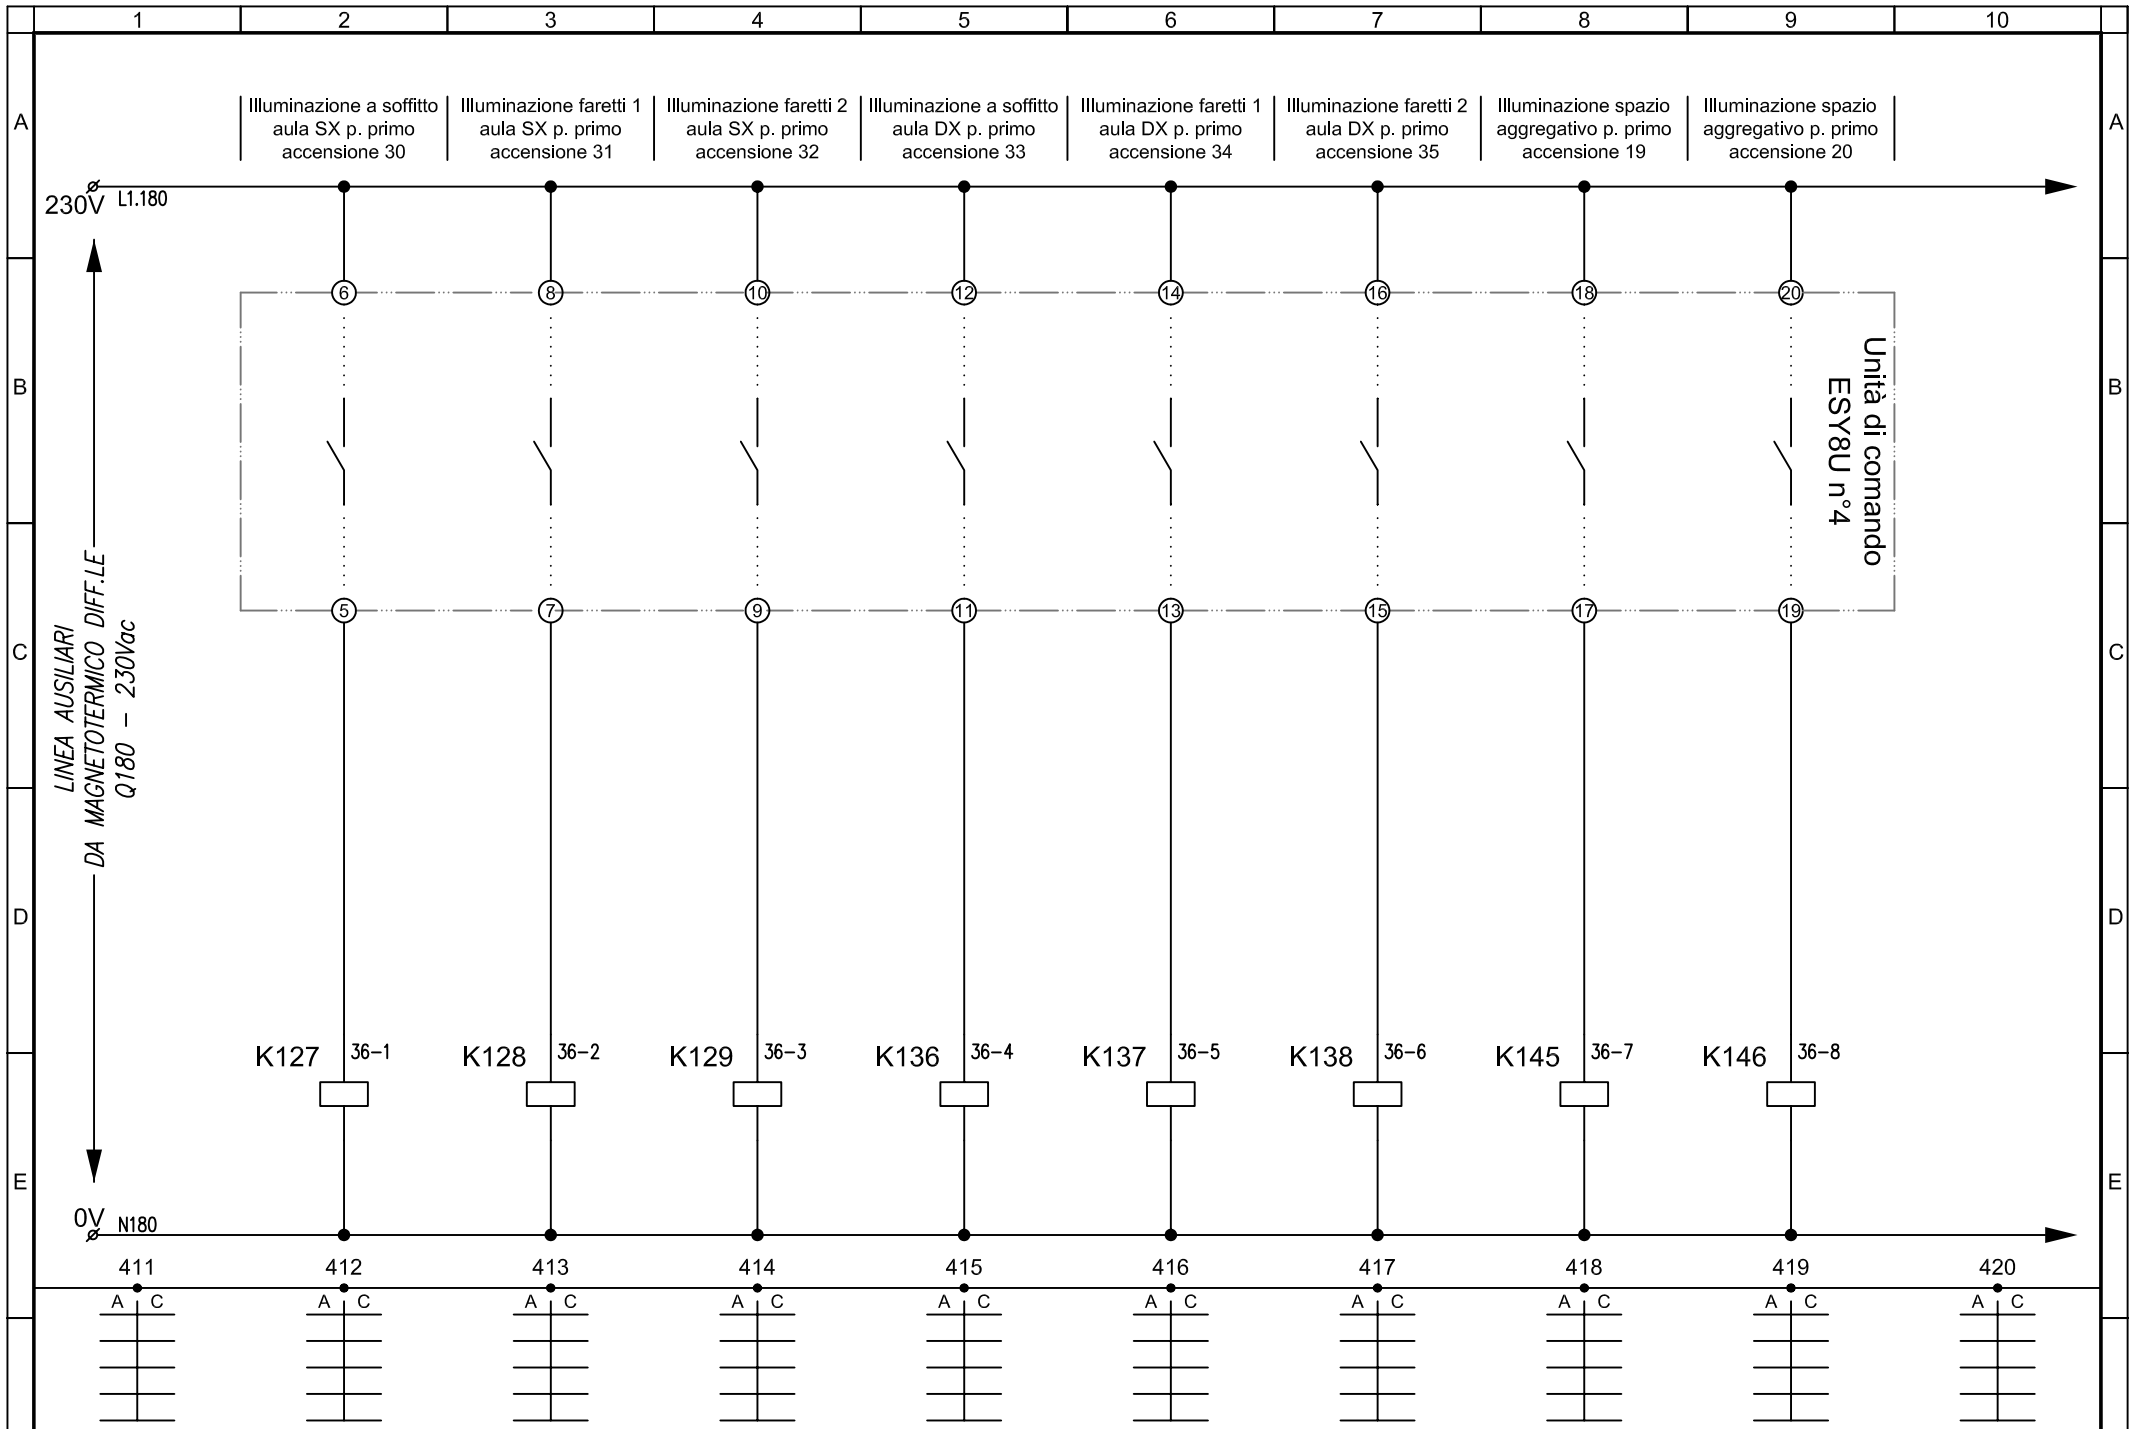 1 2 3 4 5 6 7 8 9 10
Illuminazione a soffitto
aula SX p. primo
accensione 30
Illuminazione faretti 1
aula SX p. primo
accensione 31
Illuminazione faretti 2
aula SX p. primo
accensione 32
Illuminazione a soffitto
aula DX p. primo
accensione 33
Illuminazione faretti 1
aula DX p. primo
accensione 34
Illuminazione faretti 2
aula DX p. primo
accensione 35
Illuminazione spazio
aggregativo p. primo
accensione 19
Illuminazione spazio
aggregativo p. primo
accensione 20
A A
230V L1.180
6 8 10 12 14 16 18 20
B B
Unità di comando
ESY8U n°4
5 7 9 11 13 15 17 19
C C
LINEA AUSILIARI
DA MAGNETOTERMICO DIFF.LE
Q180 - 230Vac
D D
K127 36-1 K128 36-2 K129 36-3 K136 36-4 K137 36-5 K138 36-6 K145 36-7 K146 36-8
E E
0V N180
411 412 413 414 415 416 417 418 419 420
A C A C A C A C A C A C A C A C A C A C